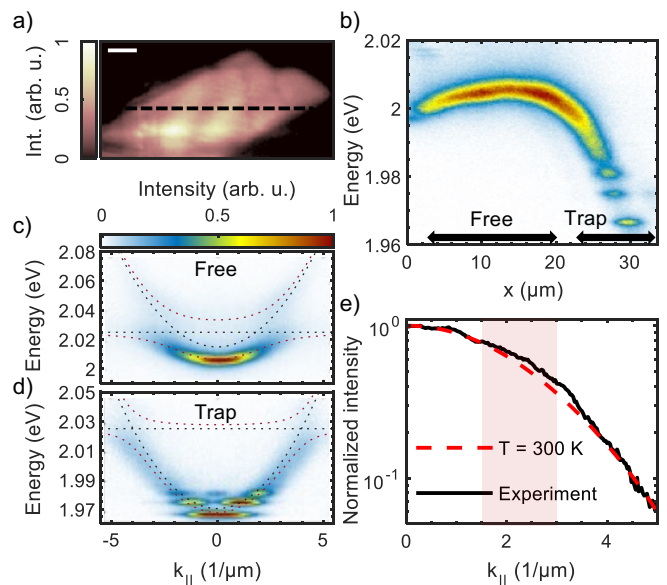 a)
Int. (arb. u.)
1
0.5
0
b)
Energy (eV)
2.02
2
1.98
1.96
Free
Trap
0
10
20
30
x (μm)
Intensity (arb. u.)
0
0.5
1
c)
Energy (eV)
2.08
2.06
2.04
2.02
2
Free
d)
Energy (eV)
2.05
2.03
2.01
1.99
1.97
Trap
-5
0
5
k|| (1/μm)
e)
Normalized intensity
10⁰
10⁻¹
T = 300 K
Experiment
0
2
4
k|| (1/μm)